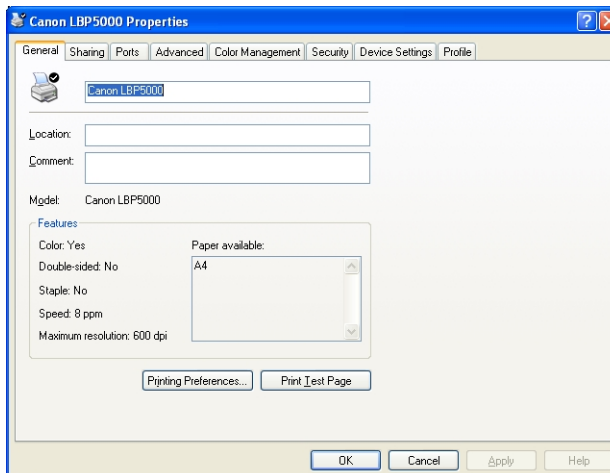 Canon LBP5000 Properties
General Sharing Ports Advanced Color Management Security Device Settings Profile
Canon LBP5000
Location:
Comment:
Model: Canon LBP5000
Features
Color: Yes Paper available:
Double-sided: No A4
Staple: No
Speed: 8 ppm
Maximum resolution: 600 dpi
Printing Preferences... Print Test Page
OK Cancel Apply Help